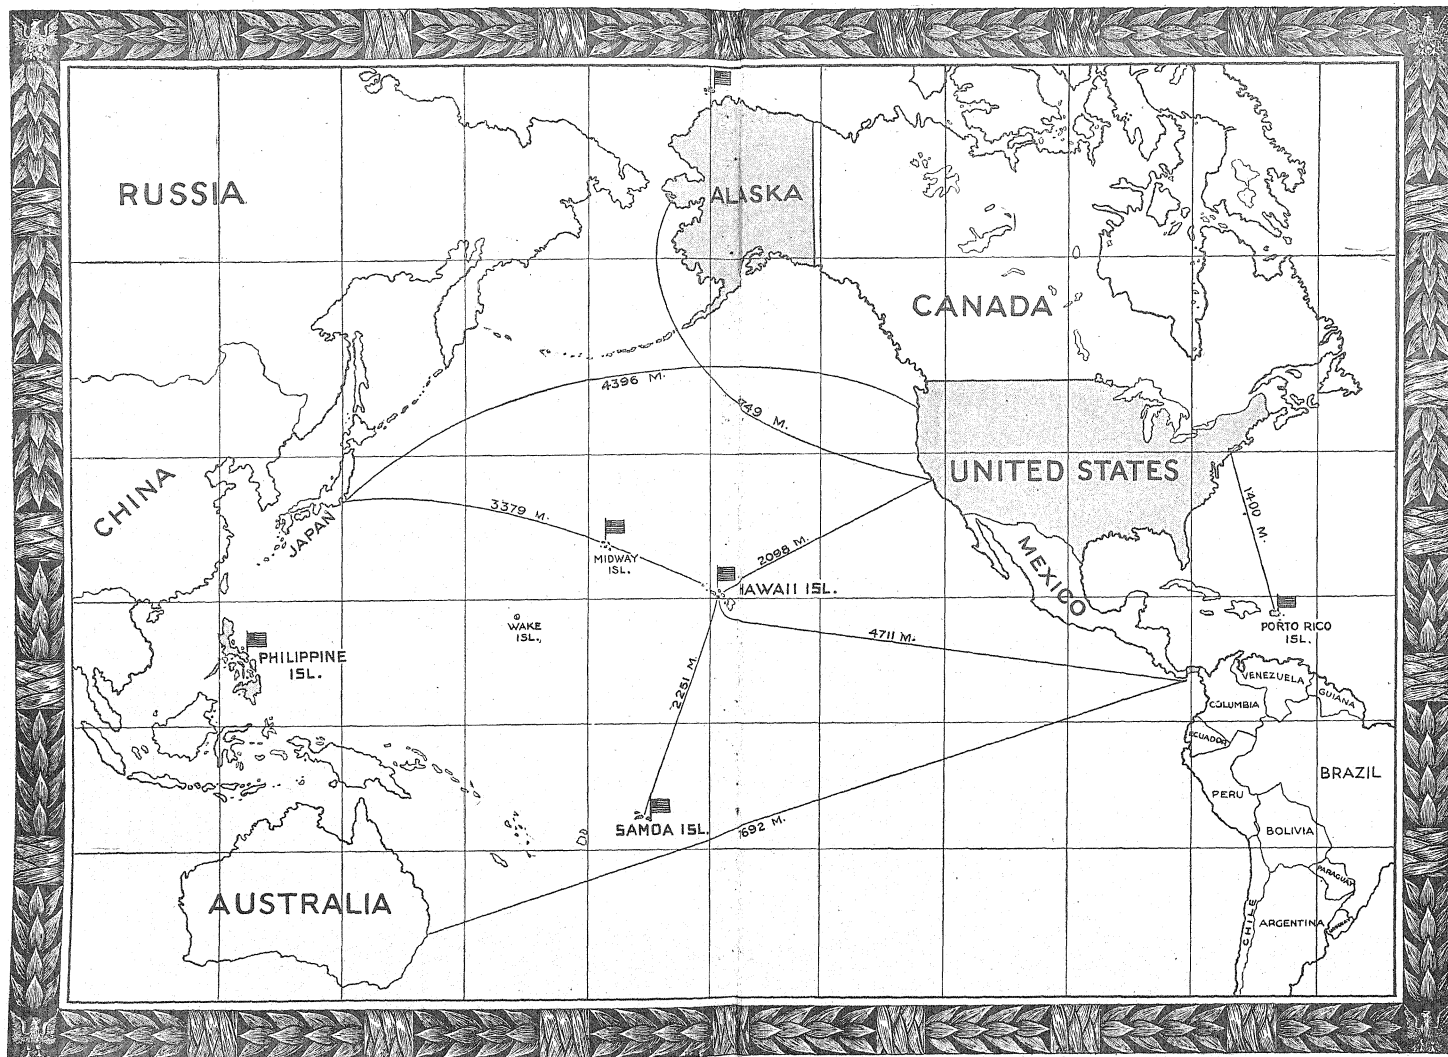 RUSSIA
ALASKA
CANADA
4396 M.
749 M.
CHINA
UNITED STATES
JAPAN
3379 M.
1400 M.
MIDWAY
ISL.
2098 M.
MEXICO
HAWAII ISL.
WAKE
ISL.
PORTO RICO
ISL.
4711 M.
PHILIPPINE
ISL.
2251 M.
VENEZUELA
GUIANA
COLUMBIA
ECUADOR
BRAZIL
PERU
SAMOA ISL.
692 M.
BOLIVIA
PARAGUAY
AUSTRALIA
CHILE
ARGENTINA